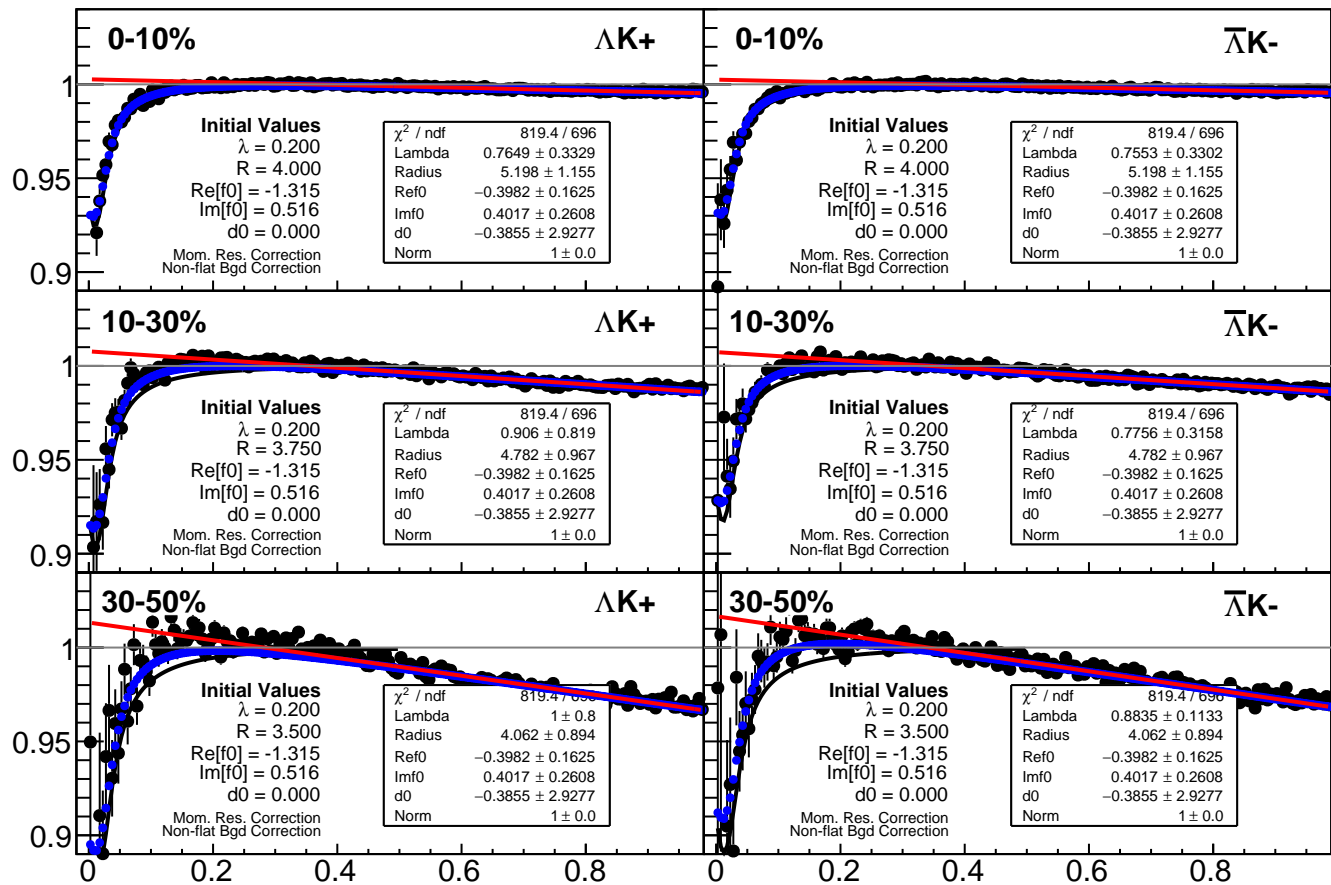 0-10% ΛK+
1
0.95
0.9
Initial Values
λ = 0.200
R = 4.000
Re[f0] = -1.315
Im[f0] = 0.516
d0 = 0.000
Mom. Res. Correction
Non-flat Bgd Correction
χ² / ndf 819.4 / 696
Lambda 0.7649 ± 0.3329
Radius 5.198 ± 1.155
Ref0 −0.3982 ± 0.1625
Imf0 0.4017 ± 0.2608
d0 −0.3855 ± 2.9277
Norm 1 ± 0.0
0-10% Λ̅K-
Initial Values
λ = 0.200
R = 4.000
Re[f0] = -1.315
Im[f0] = 0.516
d0 = 0.000
Mom. Res. Correction
Non-flat Bgd Correction
χ² / ndf 819.4 / 696
Lambda 0.7553 ± 0.3302
Radius 5.198 ± 1.155
Ref0 −0.3982 ± 0.1625
Imf0 0.4017 ± 0.2608
d0 −0.3855 ± 2.9277
Norm 1 ± 0.0
10-30% ΛK+
1
0.95
0.9
Initial Values
λ = 0.200
R = 3.750
Re[f0] = -1.315
Im[f0] = 0.516
d0 = 0.000
Mom. Res. Correction
Non-flat Bgd Correction
χ² / ndf 819.4 / 696
Lambda 0.906 ± 0.819
Radius 4.782 ± 0.967
Ref0 −0.3982 ± 0.1625
Imf0 0.4017 ± 0.2608
d0 −0.3855 ± 2.9277
Norm 1 ± 0.0
10-30% Λ̅K-
Initial Values
λ = 0.200
R = 3.750
Re[f0] = -1.315
Im[f0] = 0.516
d0 = 0.000
Mom. Res. Correction
Non-flat Bgd Correction
χ² / ndf 819.4 / 696
Lambda 0.7756 ± 0.3158
Radius 4.782 ± 0.967
Ref0 −0.3982 ± 0.1625
Imf0 0.4017 ± 0.2608
d0 −0.3855 ± 2.9277
Norm 1 ± 0.0
30-50% ΛK+
1
0.95
0.9
Initial Values
λ = 0.200
R = 3.500
Re[f0] = -1.315
Im[f0] = 0.516
d0 = 0.000
Mom. Res. Correction
Non-flat Bgd Correction
χ² / ndf 819.4 / 696
Lambda 1 ± 0.8
Radius 4.062 ± 0.894
Ref0 −0.3982 ± 0.1625
Imf0 0.4017 ± 0.2608
d0 −0.3855 ± 2.9277
Norm 1 ± 0.0
30-50% Λ̅K-
Initial Values
λ = 0.200
R = 3.500
Re[f0] = -1.315
Im[f0] = 0.516
d0 = 0.000
Mom. Res. Correction
Non-flat Bgd Correction
χ² / ndf 819.4 / 696
Lambda 0.8835 ± 0.1133
Radius 4.062 ± 0.894
Ref0 −0.3982 ± 0.1625
Imf0 0.4017 ± 0.2608
d0 −0.3855 ± 2.9277
Norm 1 ± 0.0
0 0.2 0.4 0.6 0.8 0 0.2 0.4 0.6 0.8